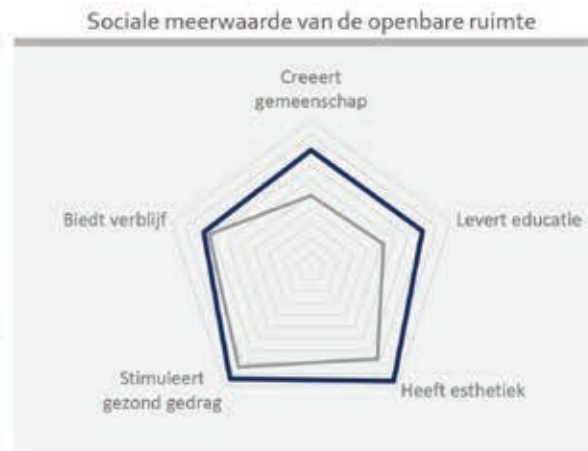 Sociale meerwaarde van de openbare ruimte
Creeert
gemeenschap
Biedt verblijf
Levert educatie
Stimuleert
gezond gedrag
Heeft esthetiek